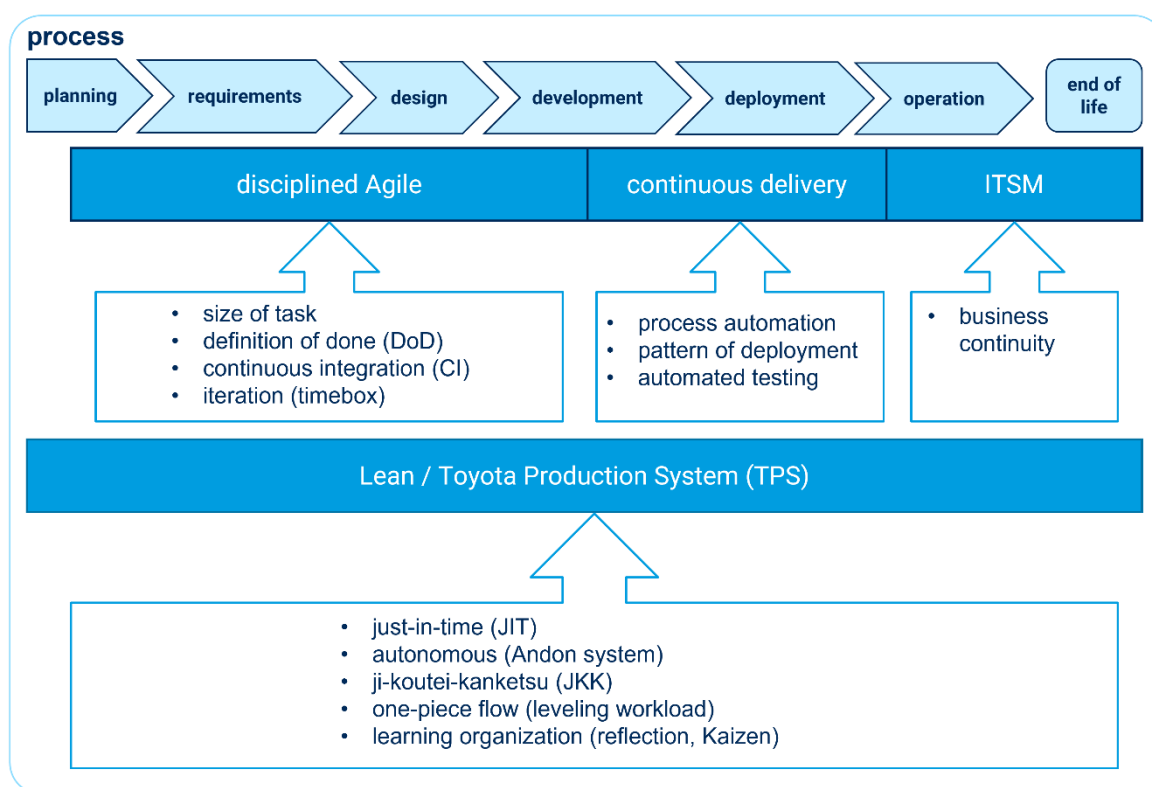 process
planning
requirements
design
development
deployment
operation
end of
life
disciplined Agile
continuous delivery
ITSM
• size of task
• definition of done (DoD)
• continuous integration (CI)
• iteration (timebox)
• process automation
• pattern of deployment
• automated testing
• business
continuity
Lean / Toyota Production System (TPS)
• just-in-time (JIT)
• autonomous (Andon system)
• ji-koutei-kanketsu (JKK)
• one-piece flow (leveling workload)
• learning organization (reflection, Kaizen)